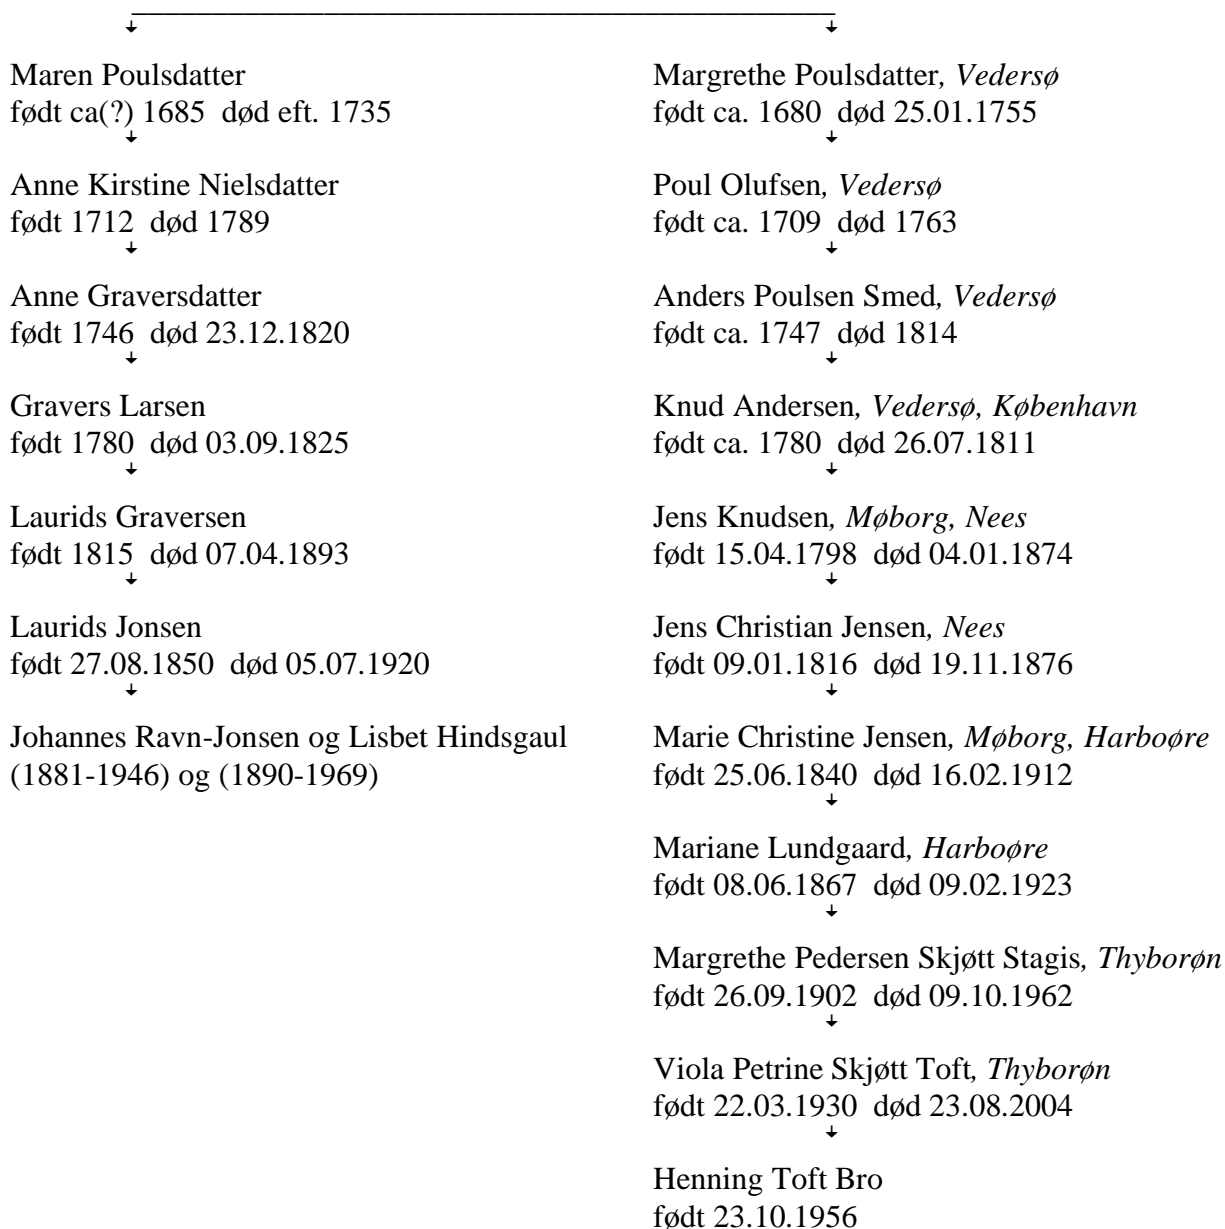 Maren Poulsdatter
født ca(?) 1685 død eft. 1735
Anne Kirstine Nielsdatter
født 1712 død 1789
Anne Graversdatter
født 1746 død 23.12.1820
Gravers Larsen
født 1780 død 03.09.1825
Laurids Graversen
født 1815 død 07.04.1893
Laurids Jonsen
født 27.08.1850 død 05.07.1920
Johannes Ravn-Jonsen og Lisbet Hindsgaul
(1881-1946) og (1890-1969)
Margrethe Poulsdatter, Vedersø
født ca. 1680 død 25.01.1755
Poul Olufsen, Vedersø
født ca. 1709 død 1763
Anders Poulsen Smed, Vedersø
født ca. 1747 død 1814
Knud Andersen, Vedersø, København
født ca. 1780 død 26.07.1811
Jens Knudsen, Møborg, Nees
født 15.04.1798 død 04.01.1874
Jens Christian Jensen, Nees
født 09.01.1816 død 19.11.1876
Marie Christine Jensen, Møborg, Harboøre
født 25.06.1840 død 16.02.1912
Mariane Lundgaard, Harboøre
født 08.06.1867 død 09.02.1923
Margrethe Pedersen Skjøtt Stagis, Thyborøn
født 26.09.1902 død 09.10.1962
Viola Petrine Skjøtt Toft, Thyborøn
født 22.03.1930 død 23.08.2004
Henning Toft Bro
født 23.10.1956